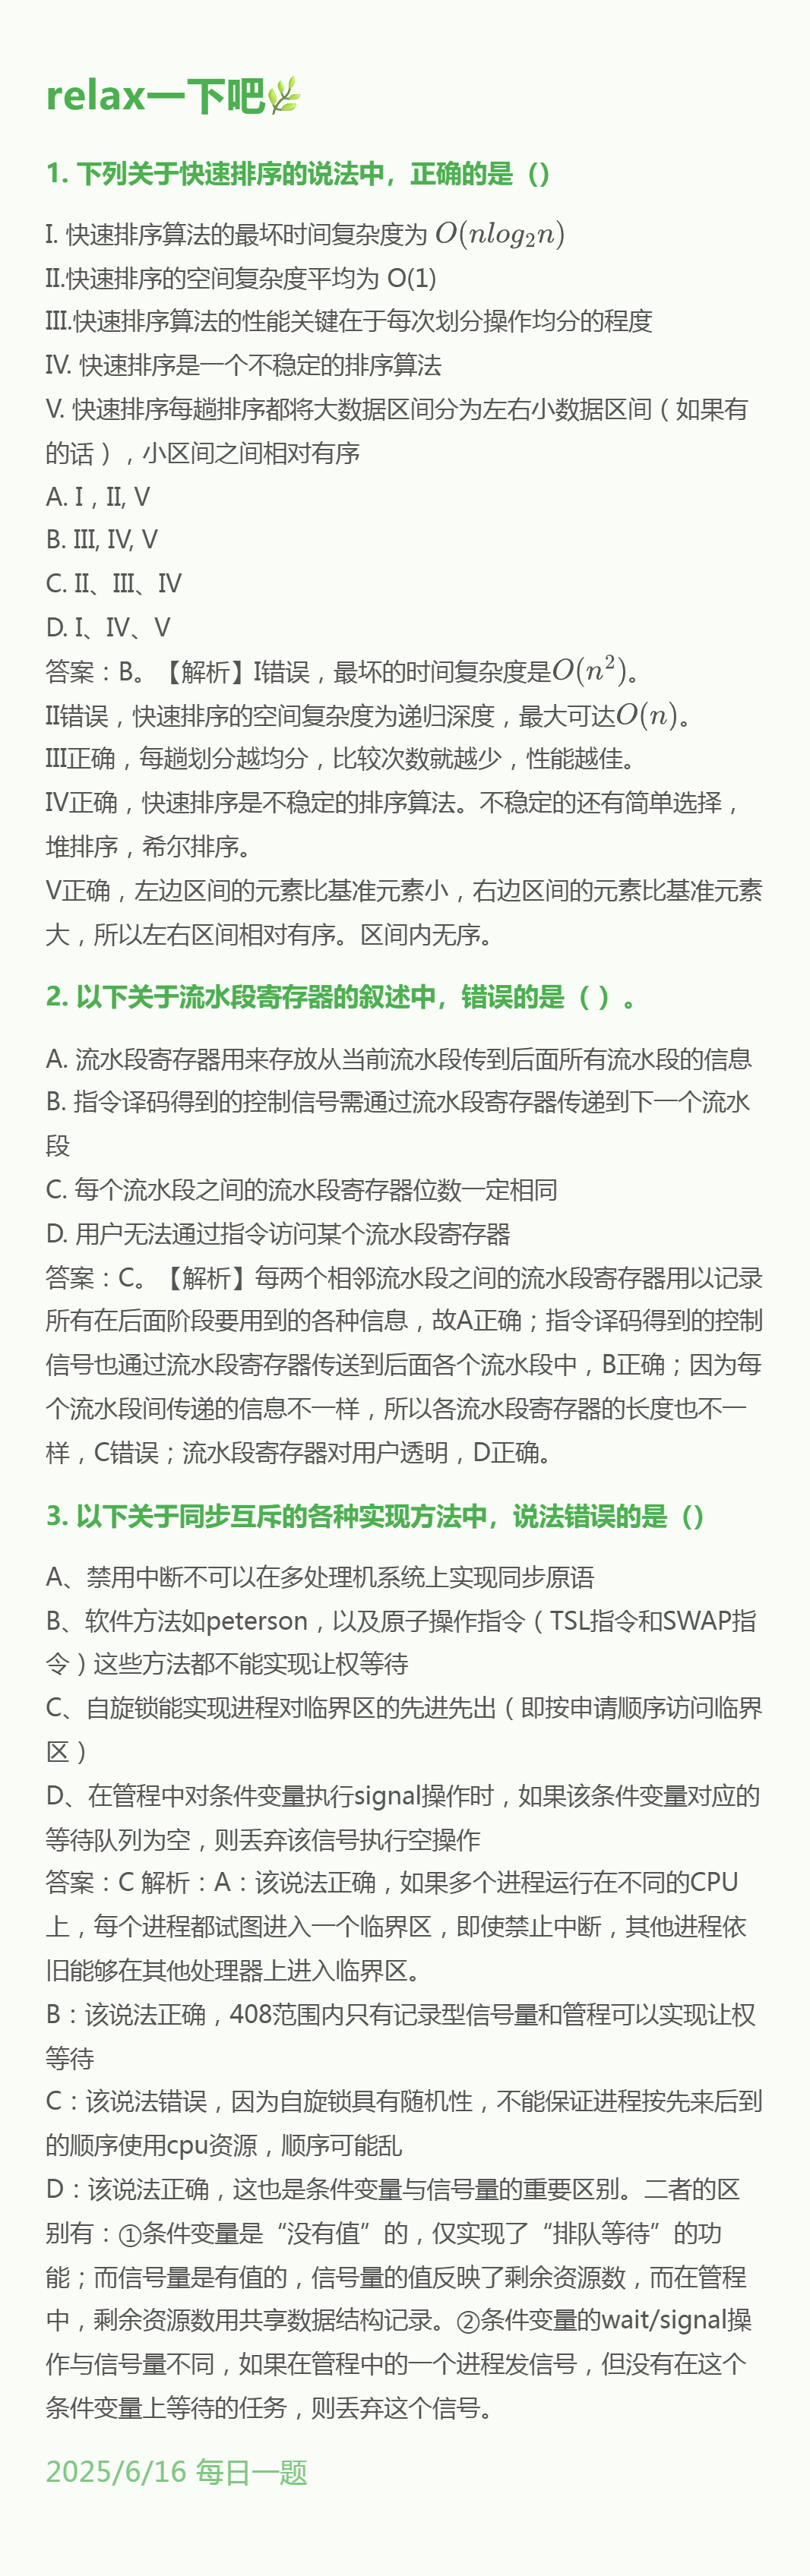 relax一下吧🌿
1. 下列关于快速排序的说法中，正确的是（）
I. 快速排序算法的最坏时间复杂度为 O(nlog₂n)
II.快速排序的空间复杂度平均为 O(1)
III.快速排序算法的性能关键在于每次划分操作均分的程度
IV. 快速排序是一个不稳定的排序算法
V. 快速排序每趟排序都将大数据区间分为左右小数据区间（如果有
的话），小区间之间相对有序
A. I，II, V
B. III, IV, V
C. II、III、IV
D. I、IV、V
答案：B。【解析】I错误，最坏的时间复杂度是O(n²)。
II错误，快速排序的空间复杂度为递归深度，最大可达O(n)。
III正确，每趟划分越均分，比较次数就越少，性能越佳。
IV正确，快速排序是不稳定的排序算法。不稳定的还有简单选择，
堆排序，希尔排序。
V正确，左边区间的元素比基准元素小，右边区间的元素比基准元素
大，所以左右区间相对有序。区间内无序。
2. 以下关于流水段寄存器的叙述中，错误的是（ ）。
A. 流水段寄存器用来存放从当前流水段传到后面所有流水段的信息
B. 指令译码得到的控制信号需通过流水段寄存器传递到下一个流水
段
C. 每个流水段之间的流水段寄存器位数一定相同
D. 用户无法通过指令访问某个流水段寄存器
答案：C。【解析】每两个相邻流水段之间的流水段寄存器用以记录
所有在后面阶段要用到的各种信息，故A正确；指令译码得到的控制
信号也通过流水段寄存器传送到后面各个流水段中，B正确；因为每
个流水段间传递的信息不一样，所以各流水段寄存器的长度也不一
样，C错误；流水段寄存器对用户透明，D正确。
3. 以下关于同步互斥的各种实现方法中，说法错误的是（）
A、禁用中断不可以在多处理机系统上实现同步原语
B、软件方法如peterson，以及原子操作指令（TSL指令和SWAP指
令）这些方法都不能实现让权等待
C、自旋锁能实现进程对临界区的先进先出（即按申请顺序访问临界
区）
D、在管程中对条件变量执行signal操作时，如果该条件变量对应的
等待队列为空，则丢弃该信号执行空操作
答案：C 解析：A：该说法正确，如果多个进程运行在不同的CPU
上，每个进程都试图进入一个临界区，即使禁止中断，其他进程依
旧能够在其他处理器上进入临界区。
B：该说法正确，408范围内只有记录型信号量和管程可以实现让权
等待
C：该说法错误，因为自旋锁具有随机性，不能保证进程按先来后到
的顺序使用cpu资源，顺序可能乱
D：该说法正确，这也是条件变量与信号量的重要区别。二者的区
别有：①条件变量是“没有值”的，仅实现了“排队等待”的功
能；而信号量是有值的，信号量的值反映了剩余资源数，而在管程
中，剩余资源数用共享数据结构记录。②条件变量的wait/signal操
作与信号量不同，如果在管程中的一个进程发信号，但没有在这个
条件变量上等待的任务，则丢弃这个信号。
2025/6/16 每日一题